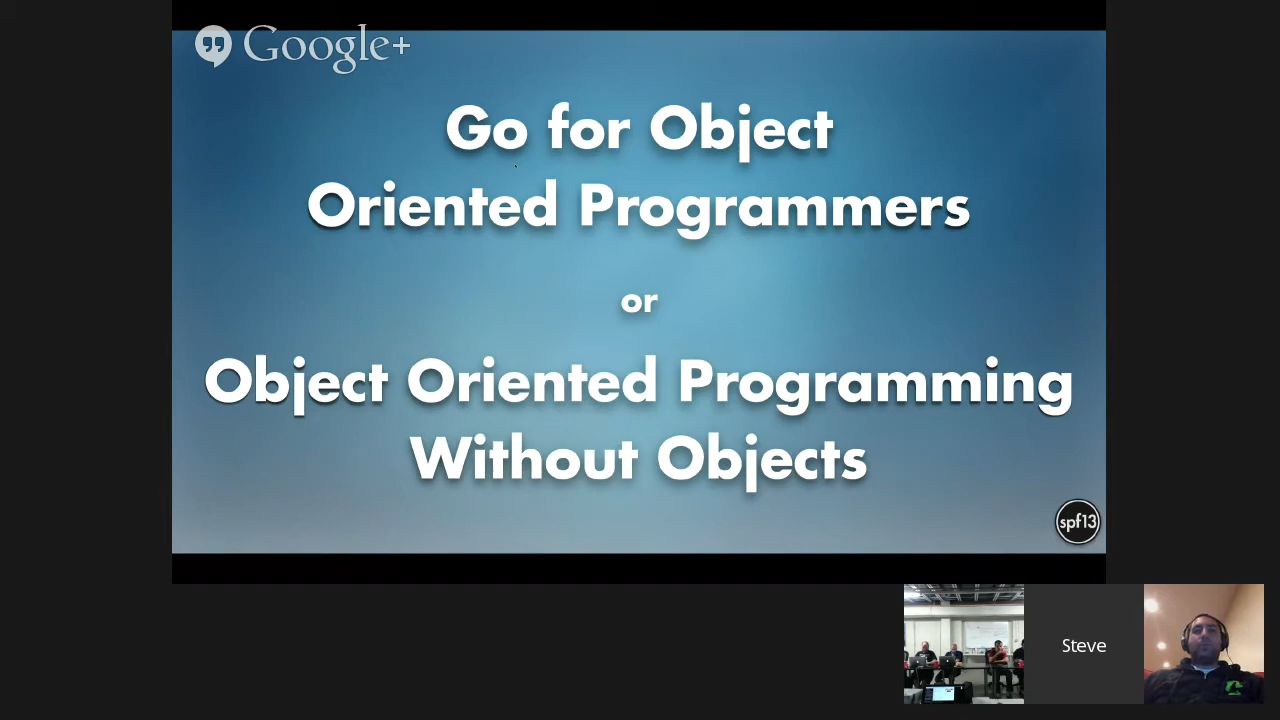 Google+
Go for Object
Oriented Programmers
or
Object Oriented Programming
Without Objects
spf13
Steve